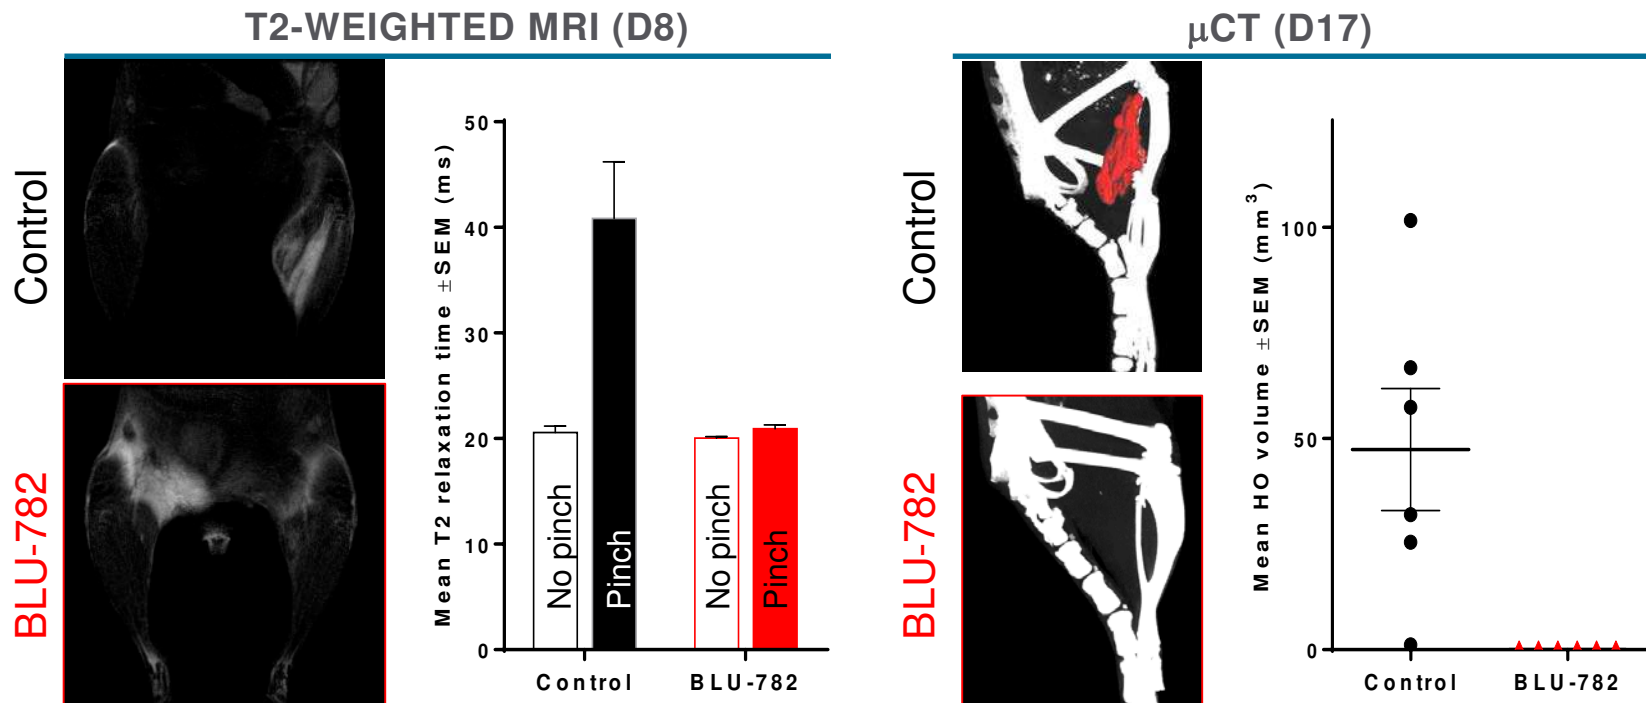 T2-WEIGHTED MRI (D8)
Control
BLU-782
Mean T2 relaxation time ±SEM (ms)
50
40
30
20
10
0
No pinch
Pinch
No pinch
Pinch
Control
BLU-782
μCT (D17)
Control
BLU-782
Mean HO volume ±SEM (mm³)
100
50
0
Control
BLU-782